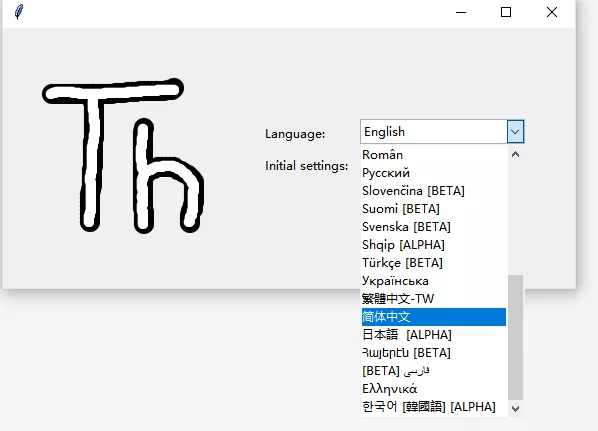 Th
Language:
English
Initial settings:
Român
Русский
Slovenčina [BETA]
Suomi [BETA]
Svenska [BETA]
Shqip [ALPHA]
Türkçe [BETA]
Українська
繁體中文-TW
简体中文
日本語  [ALPHA]
Հայերէն [BETA]
[BETA] فارسی
Ελληνικά
한국어 [韓國語] [ALPHA]